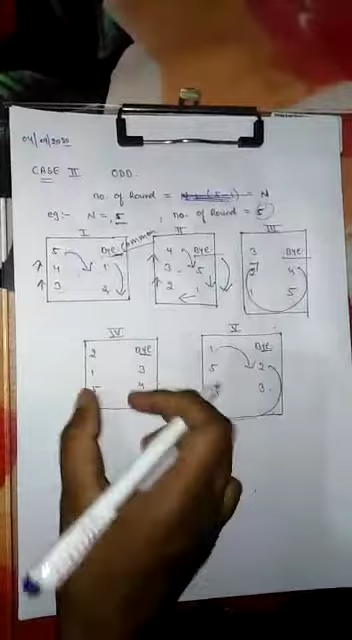 04/04/2020
CASE II ODD.
no. of Round = N
eg:- N = 5, no. of Round = 5
I II III
5 Bye common
4 1
3 2
4 Bye
3 5
2 1
3 Bye
2 4
1 5
IV V
2 Bye
1 3
5 4
1 Bye
5 2
3